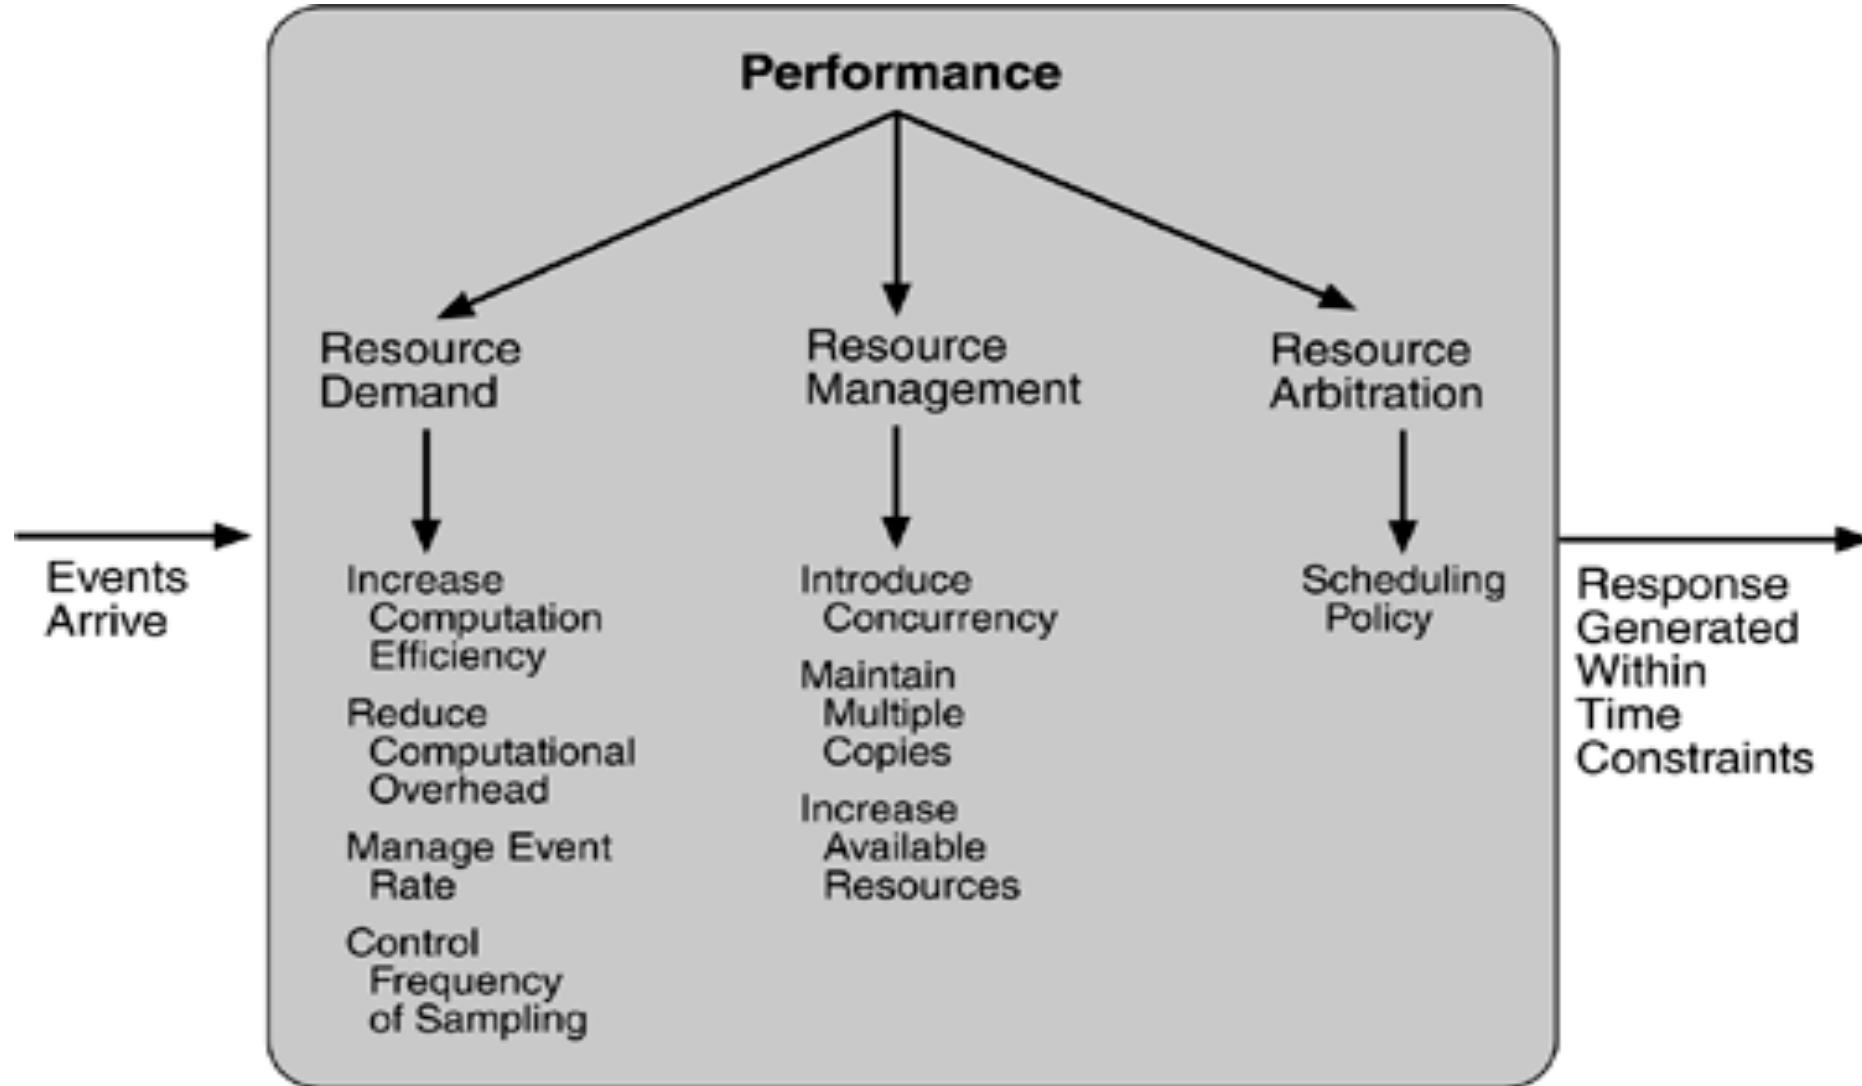 Performance
Resource
Demand
Resource
Management
Resource
Arbitration
Events
Arrive
Increase
Computation
Efficiency
Reduce
Computational
Overhead
Manage Event
Rate
Control
Frequency
of Sampling
Introduce
Concurrency
Maintain
Multiple
Copies
Increase
Available
Resources
Scheduling
Policy
Response
Generated
Within
Time
Constraints